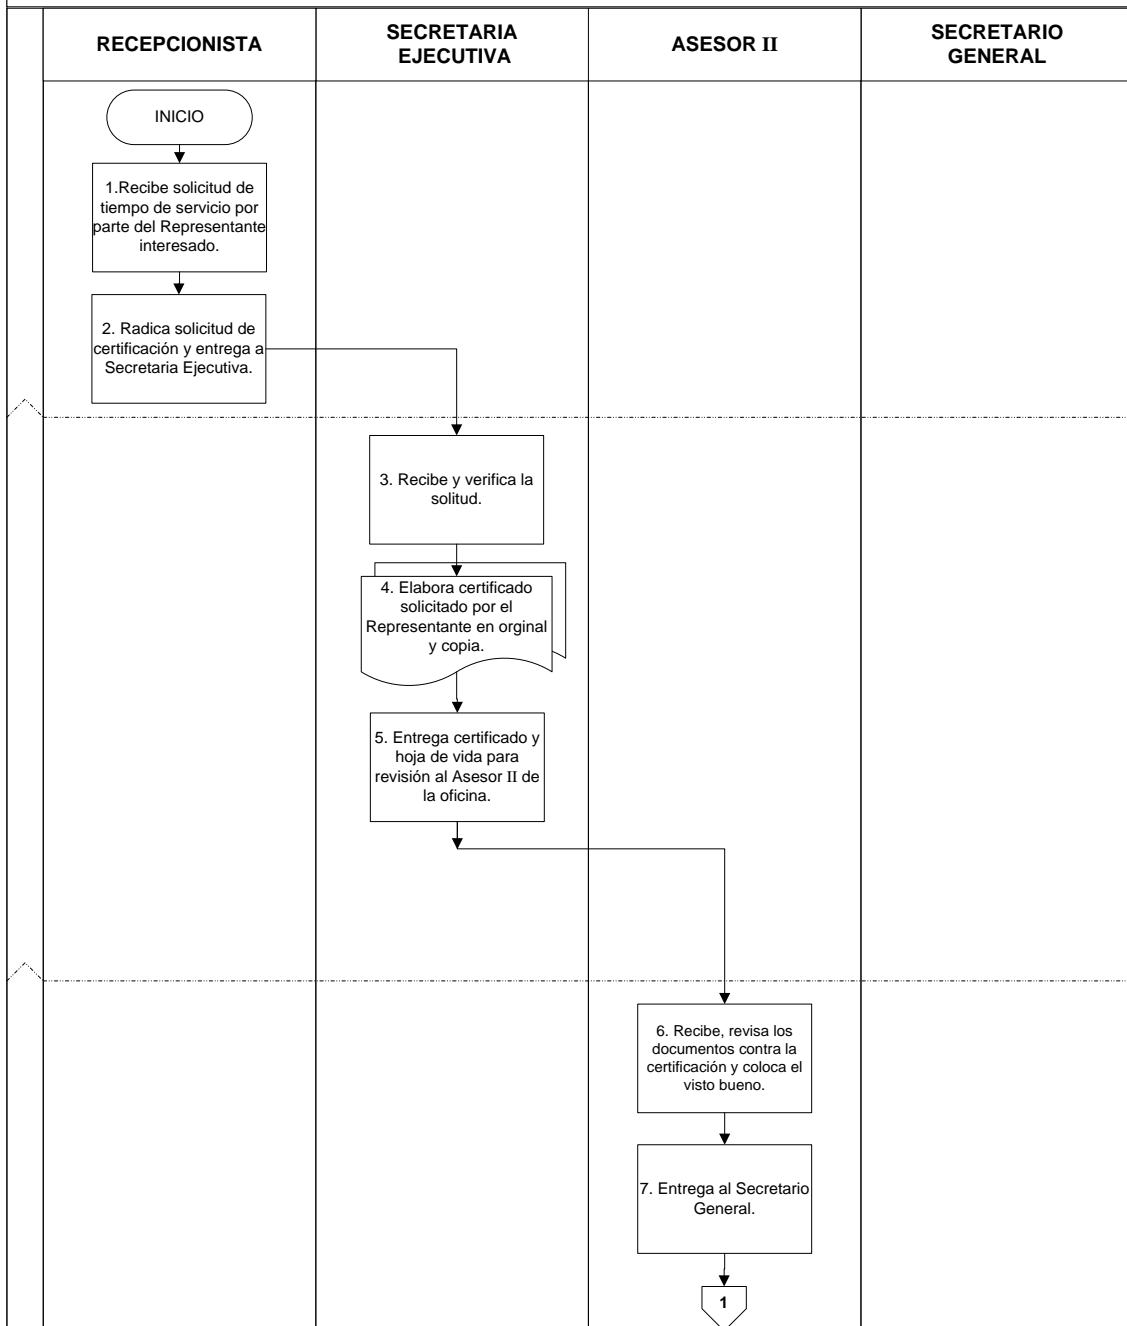 RECEPCIONISTA
SECRETARIA
EJECUTIVA
ASESOR II
SECRETARIO
GENERAL
INICIO
1.Recibe solicitud de
tiempo de servicio por
parte del Representante
interesado.
2. Radica solicitud de
certificación y entrega a
Secretaria Ejecutiva.
3. Recibe y verifica la
solitud.
4. Elabora certificado
solicitado por el
Representante en orginal
y copia.
5. Entrega certificado y
hoja de vida para
revisión al Asesor II de
la oficina.
6. Recibe, revisa los
documentos contra la
certificación y coloca el
visto bueno.
7. Entrega al Secretario
General.
1